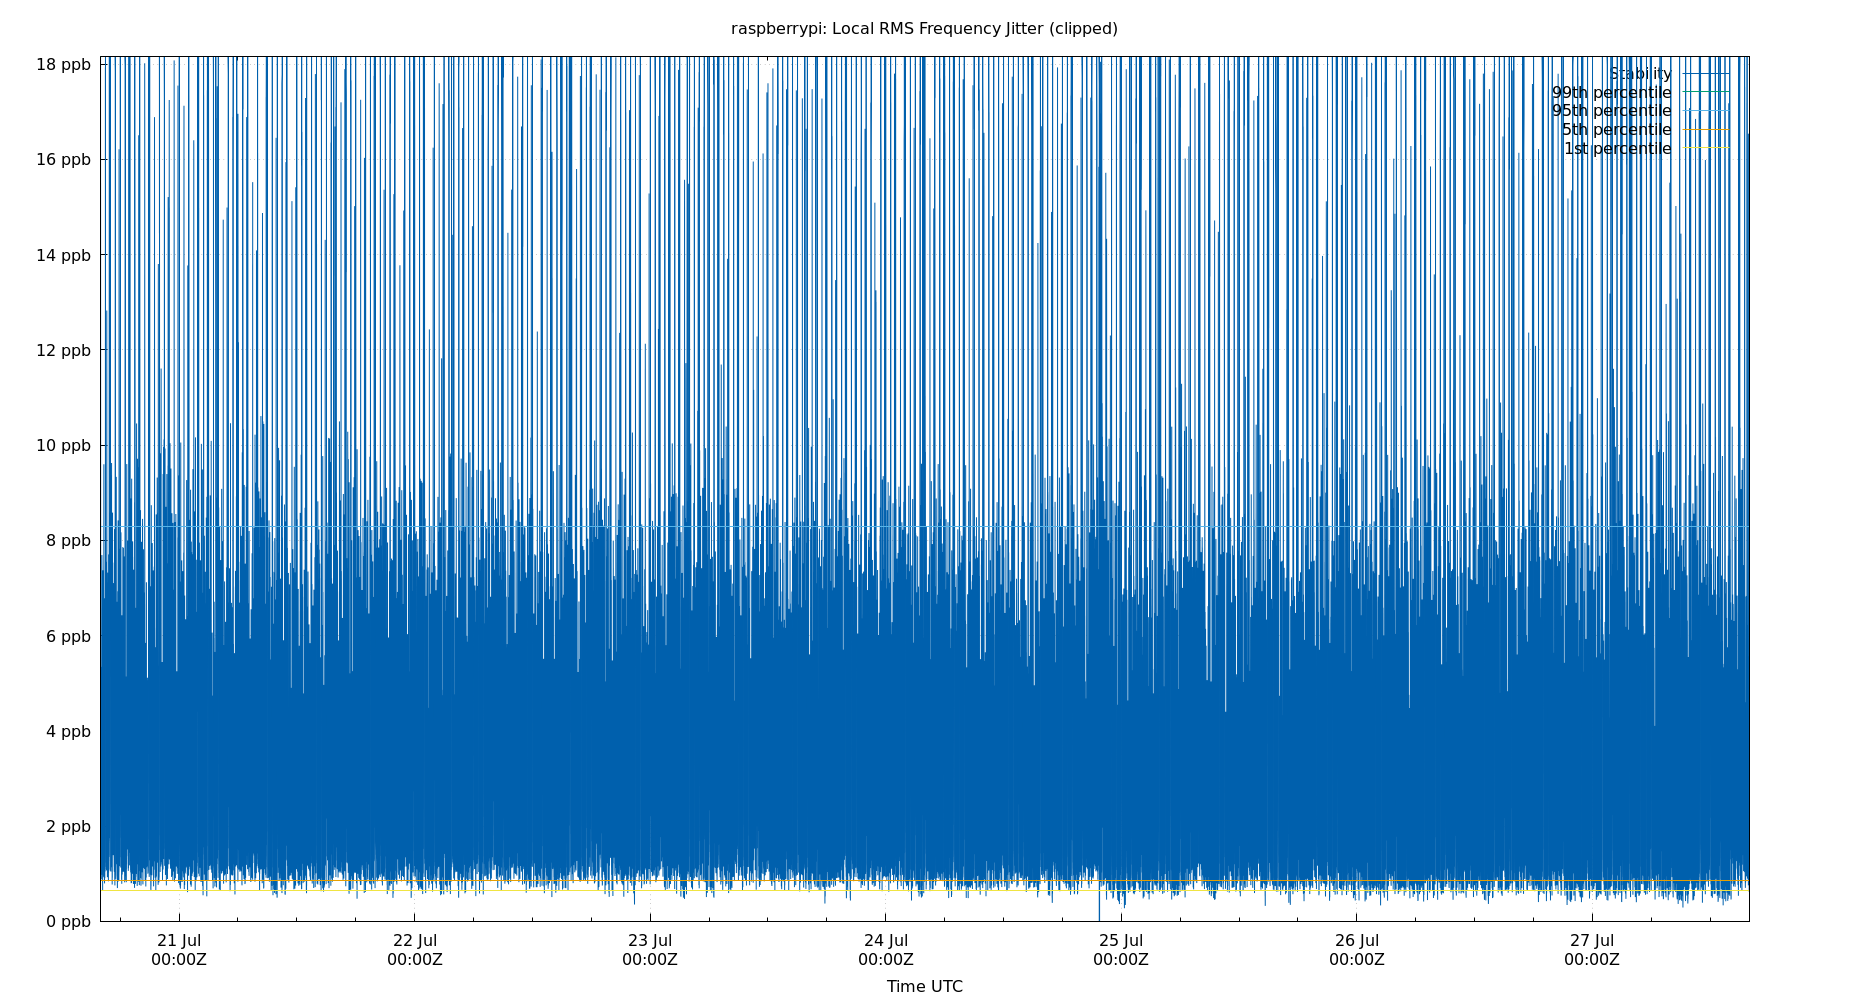 raspberrypi: Local RMS Frequency Jitter (clipped)
18 ppb
16 ppb
14 ppb
12 ppb
10 ppb
8 ppb
6 ppb
4 ppb
2 ppb
0 ppb
Stability
99th percentile
95th percentile
5th percentile
1st percentile
21 Jul
00:00Z
22 Jul
00:00Z
23 Jul
00:00Z
24 Jul
00:00Z
25 Jul
00:00Z
26 Jul
00:00Z
27 Jul
00:00Z
Time UTC